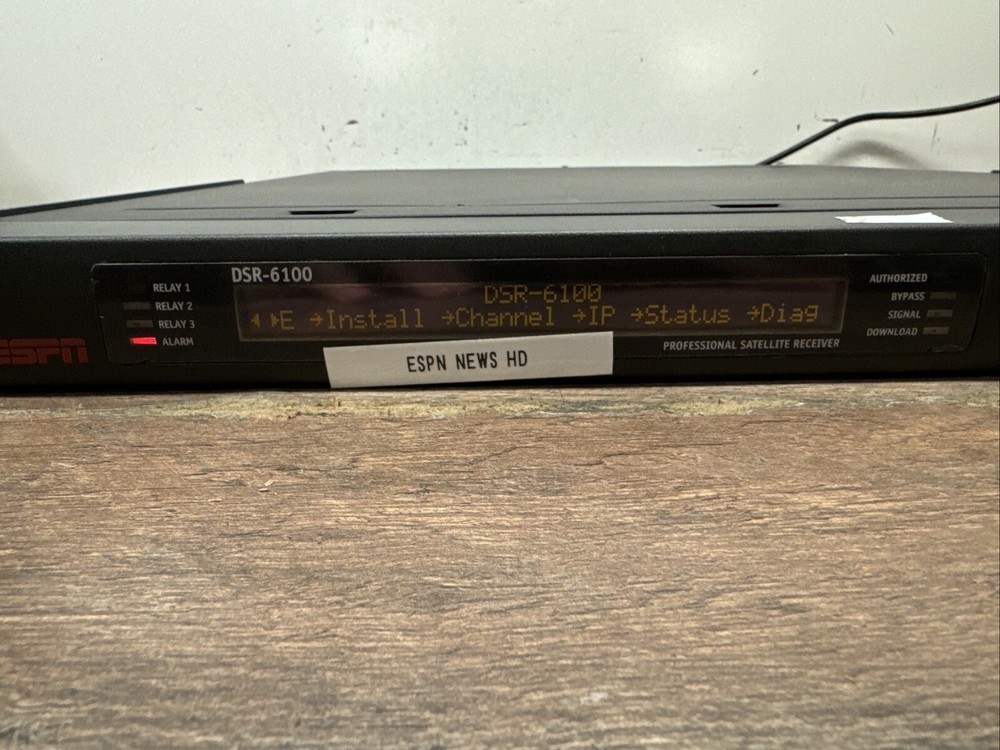 DSR-6100
RELAY 1
RELAY 2
RELAY 3
ALARM
ESPN
DSR-6100
E →Install →Channel →IP →Status →Diag
ESPN NEWS HD
PROFESSIONAL SATELLITE RECEIVER
AUTHORIZED
BYPASS
SIGNAL
DOWNLOAD